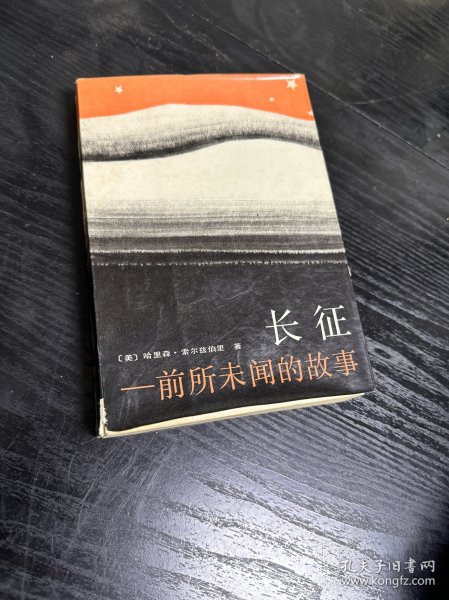 长征
〔美〕哈里森·索尔兹伯里 著
—前所未闻的故事
孔夫子旧书网
www.kongfz.com